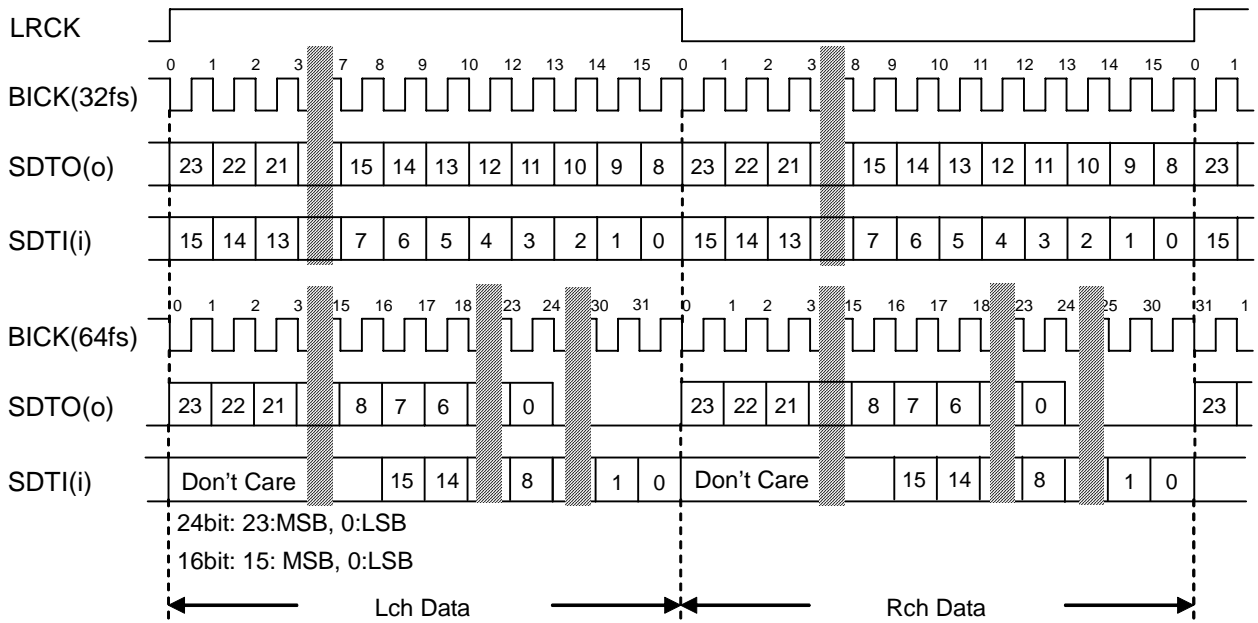 LRCK
0 1 2 3 7 8 9 10 11 12 13 14 15 0 1 2 3 8 9 10 11 12 13 14 15 0 1
BICK(32fs)
SDTO(o) 23 22 21 15 14 13 12 11 10 9 8 23 22 21 15 14 13 12 11 10 9 8 23
SDTI(i) 15 14 13 7 6 5 4 3 2 1 0 15 14 13 7 6 5 4 3 2 1 0 15
0 1 2 3 15 16 17 18 23 24 30 31 0 1 2 3 15 16 17 18 23 24 25 30 31 1
BICK(64fs)
SDTO(o) 23 22 21 8 7 6 0 23 22 21 8 7 6 0 23
SDTI(i) Don't Care 15 14 8 1 0 Don't Care 15 14 8 1 0
24bit: 23:MSB, 0:LSB
16bit: 15: MSB, 0:LSB
Lch Data Rch Data